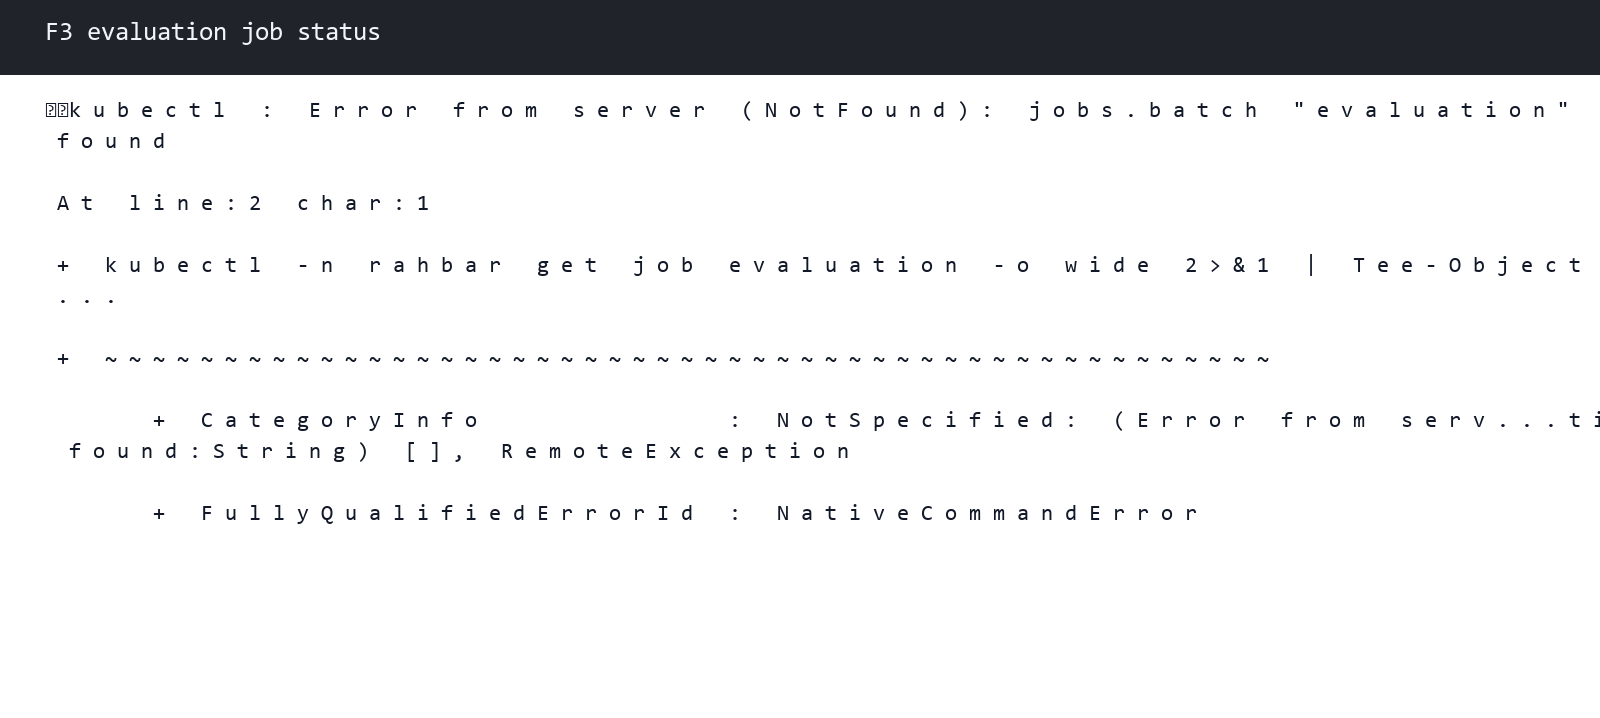 F3 evaluation job status
kubectl : Error from server (NotFound): jobs.batch "evaluation"
found
At line:2 char:1
+ kubectl -n rahbar get job evaluation -o wide 2>&1 | Tee-Object
...
+ ~~~~~~~~~~~~~~~~~~~~~~~~~~~~~~~~~~~~~~~~~~~~~~~~~
+ CategoryInfo : NotSpecified: (Error from serv...ti
found:String) [], RemoteException
+ FullyQualifiedErrorId : NativeCommandError